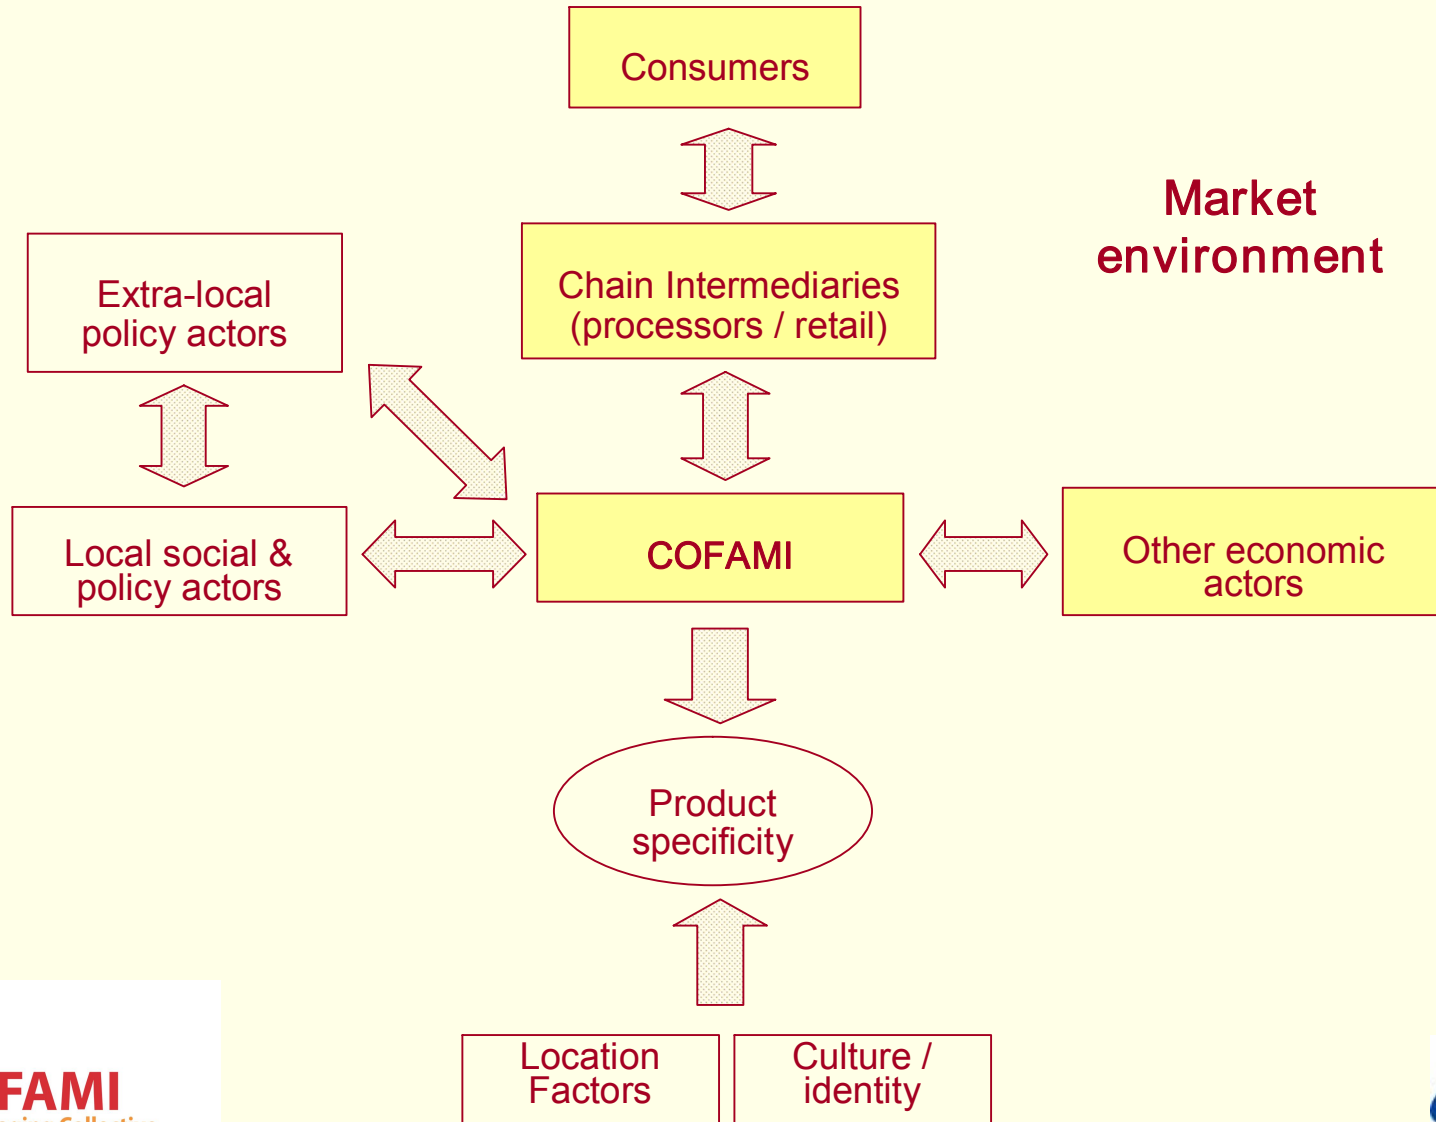 Consumers
Market
environment
Extra-local
policy actors
Chain Intermediaries
(processors / retail)
Local social &
policy actors
COFAMI
Other economic
actors
Product
specificity
Location
Factors
Culture /
identity
FAMI